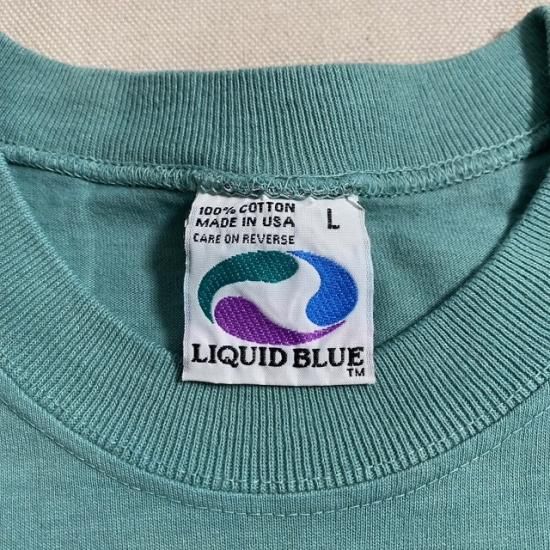 100% COTTON
MADE IN USA
L
CARE ON REVERSE
LIQUID BLUE
TM